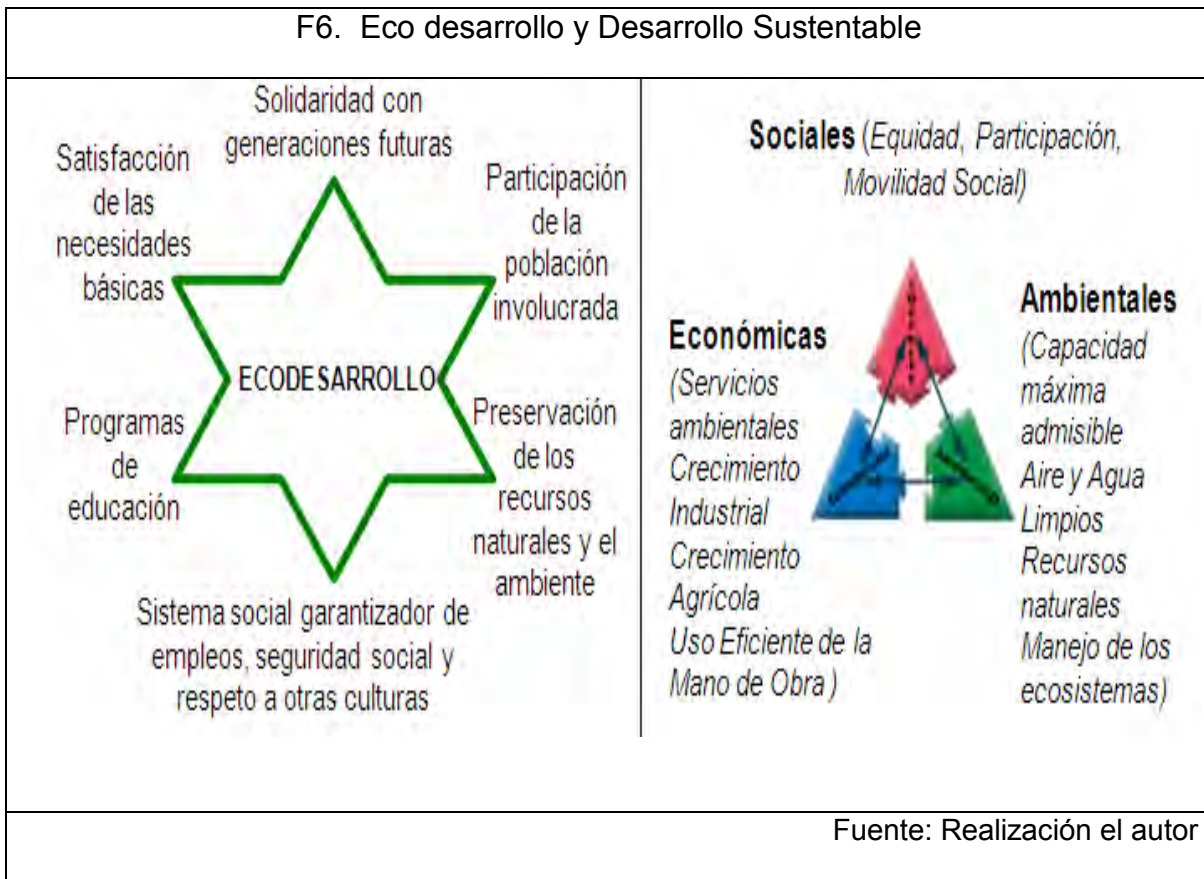 F6. Eco desarrollo y Desarrollo Sustentable
Solidaridad con
generaciones futuras
Satisfacción
de las
necesidades
básicas
Participación
de la
población
involucrada
ECODESARROLLO
Programas
de
educación
Preservación
de los
recursos
naturales y el
ambiente
Sistema social garantizador de
empleos, seguridad social y
respeto a otras culturas
Sociales (Equidad, Participación,
Movilidad Social)
Económicas
(Servicios
ambientales
Crecimiento
Industrial
Crecimiento
Agrícola
Uso Eficiente de la
Mano de Obra )
Ambientales
(Capacidad
máxima
admisible
Aire y Agua
Limpios
Recursos
naturales
Manejo de los
ecosistemas)
Fuente: Realización el autor